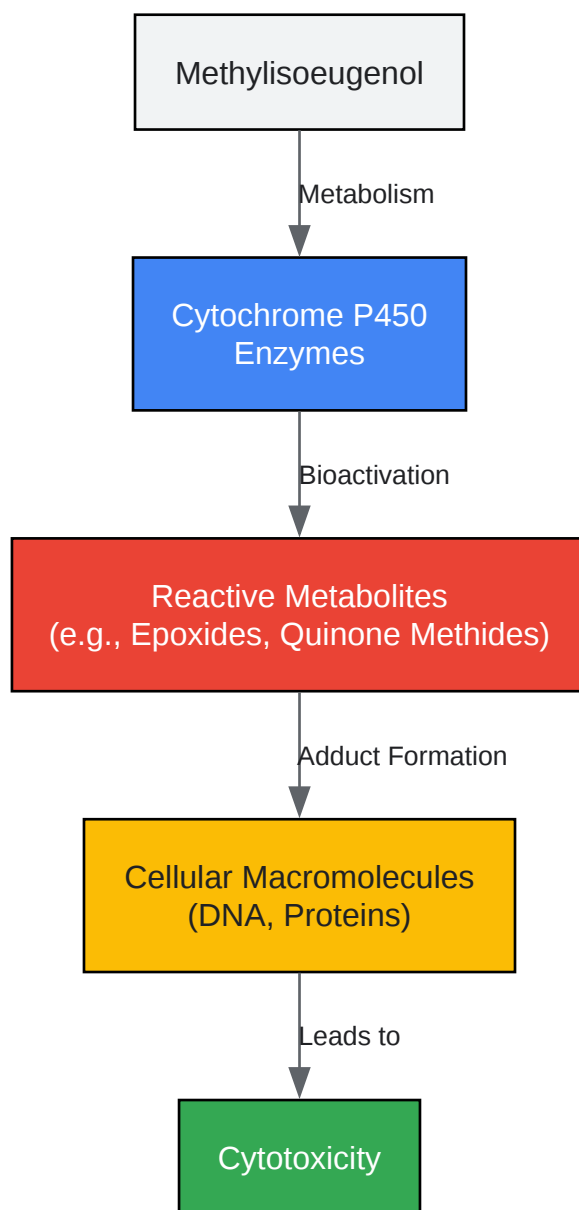 Methylisoeugenol
Metabolism
Cytochrome P450
Enzymes
Bioactivation
Reactive Metabolites
(e.g., Epoxides, Quinone Methides)
Adduct Formation
Cellular Macromolecules
(DNA, Proteins)
Leads to
Cytotoxicity